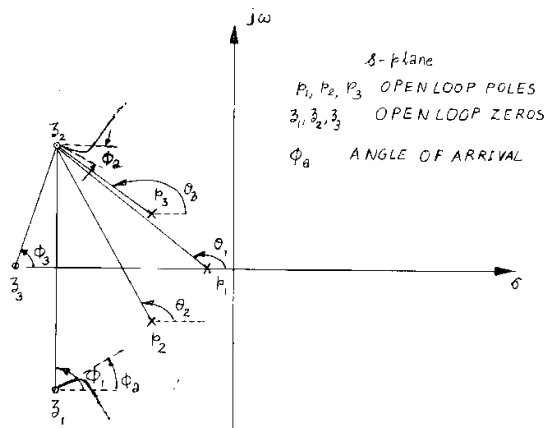 jω
s-plane
p₁, p₂, p₃ OPEN LOOP POLES
z₁, z₂, z₃ OPEN LOOP ZEROS
ϕₐ ANGLE OF ARRIVAL
z₂
ϕₐ
θ₃
p₃
θ₁
ϕ₃
z₃
p₁
σ
θ₂
p₂
ϕ₁
ϕₐ
z₁